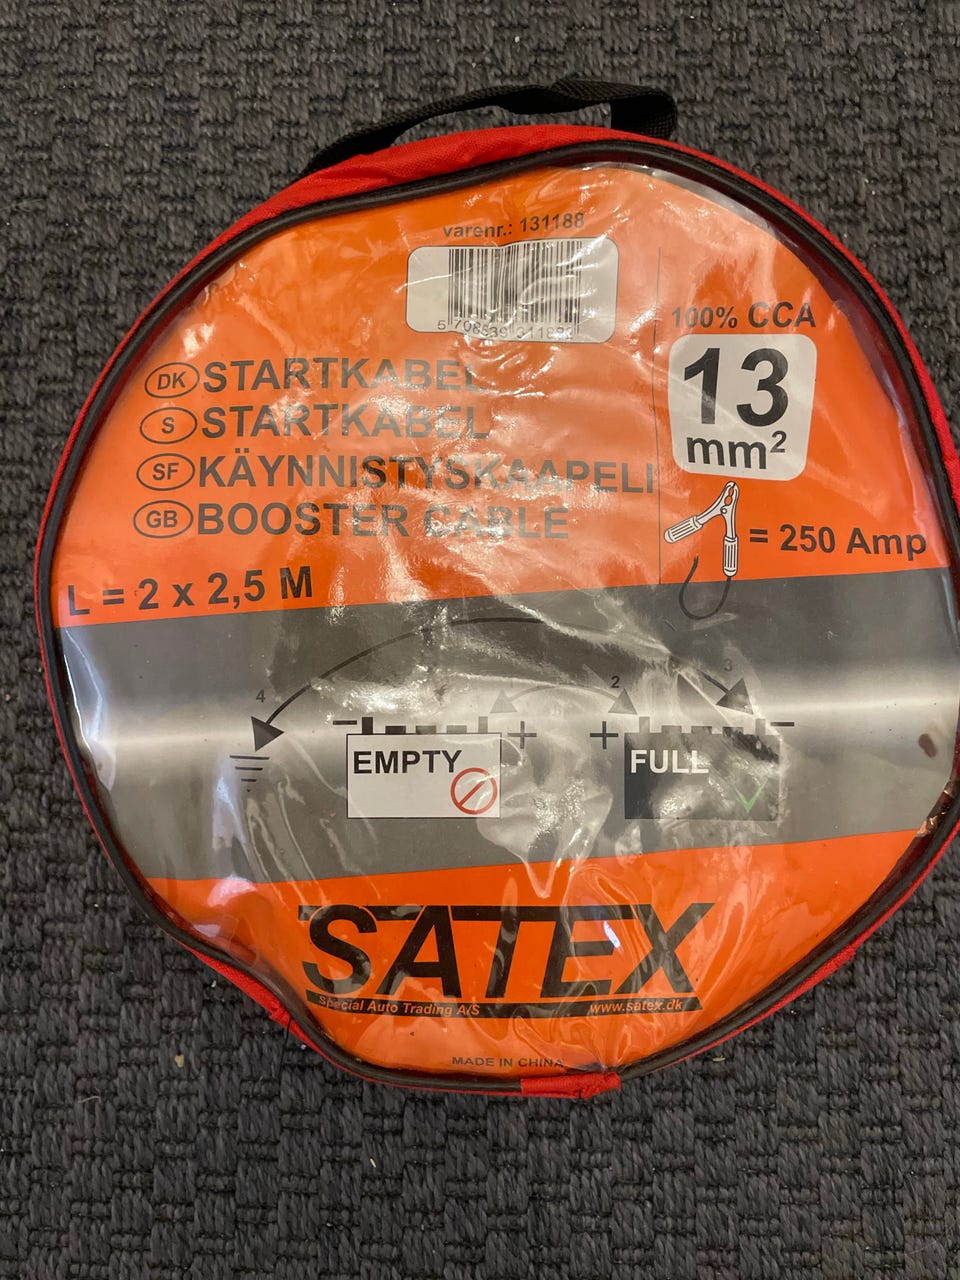 varenr.: 131188
100% CCA
13
mm²
DK STARTKABEL
S STARTKABEL
SF KÄYNNISTYSKAAPELI
GB BOOSTER CABLE
= 250 Amp
L = 2 x 2,5 M
4
2
3
− + + −
EMPTY
FULL
SATEX
Special Auto Trading A/S www.satex.dk
MADE IN CHINA